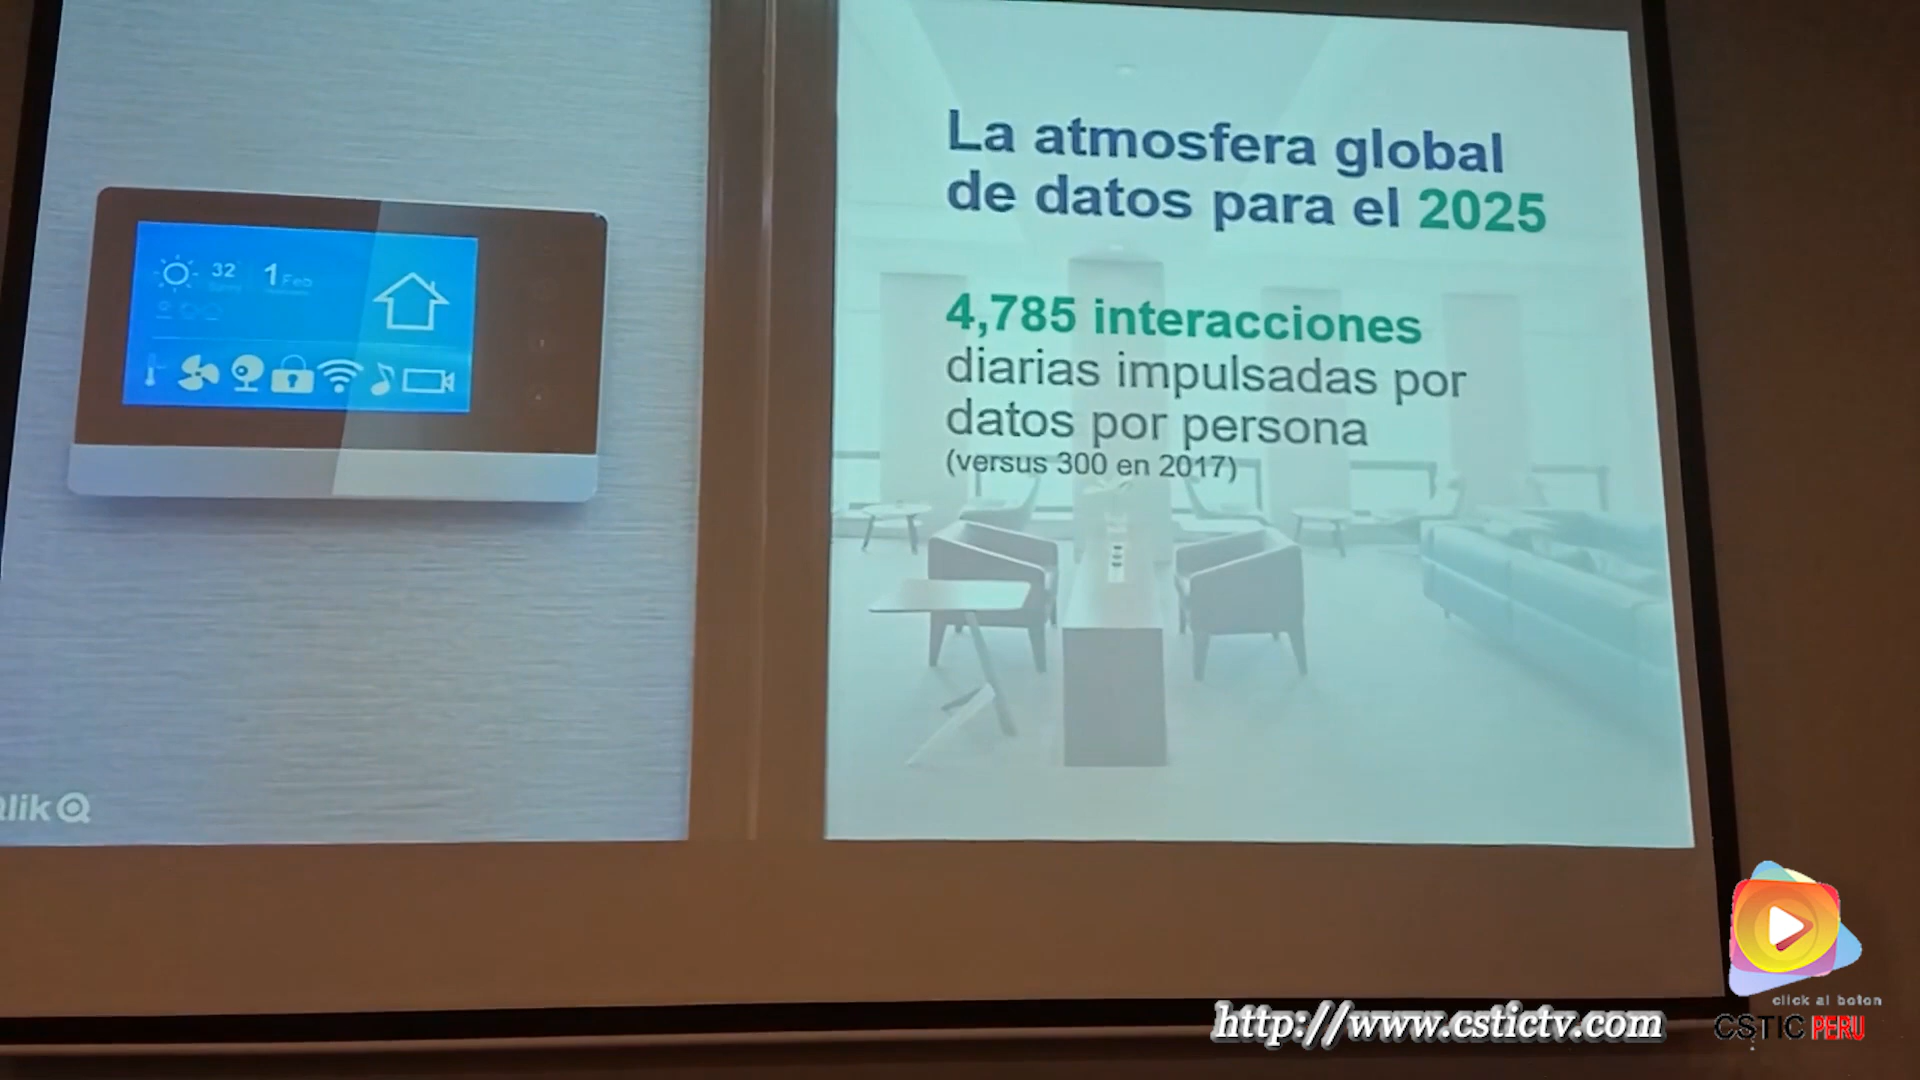 32
1 Feb
Qlik
La atmosfera global
de datos para el 2025
4,785 interacciones
diarias impulsadas por
datos por persona
(versus 300 en 2017)
click al boton
http://www.cstictv.com
CSTIC PERU